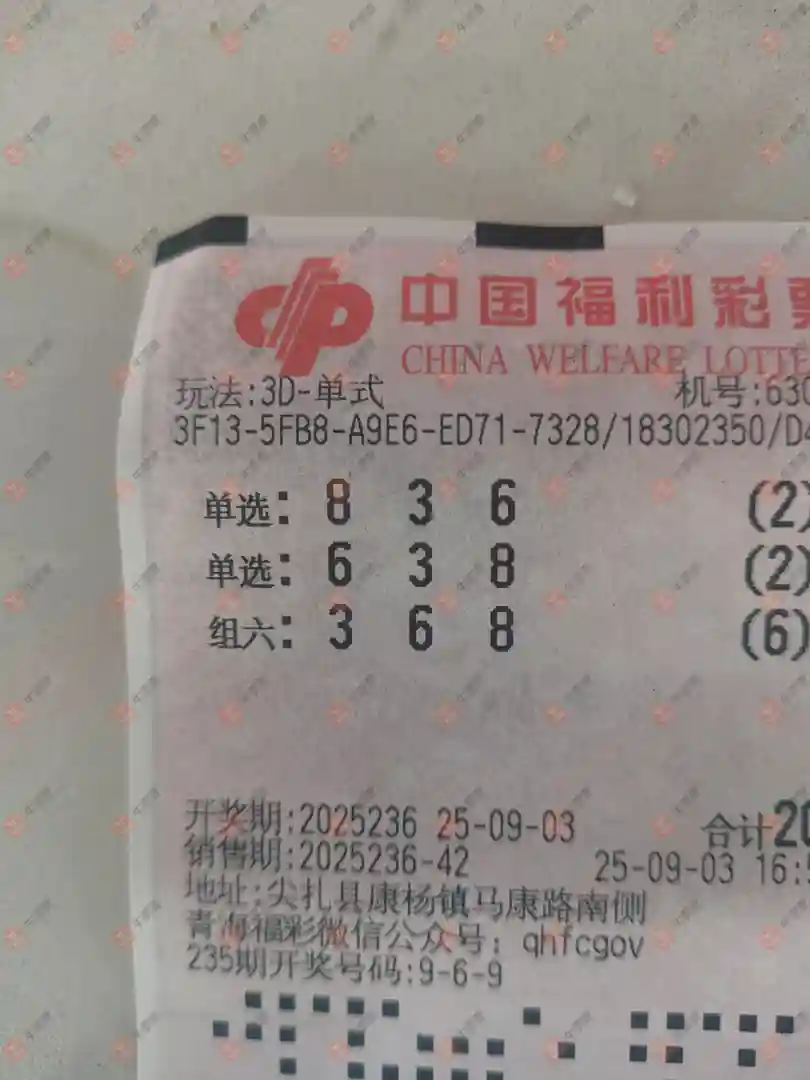 中国福利彩票
CHINA WELFARE LOTTE
玩法:3D-单式 机号:630
3F13-5FB8-A9E6-ED71-7328/18302350/D4
单选: 8 3 6 (2)
单选: 6 3 8 (2)
组六: 3 6 8 (6)
开奖期:2025236 25-09-03 合计20
销售期:2025236-42 25-09-03 16:5
地址:尖扎县康杨镇马康路南侧
青海福彩微信公众号: qhfcgov
235期开奖号码:9-6-9